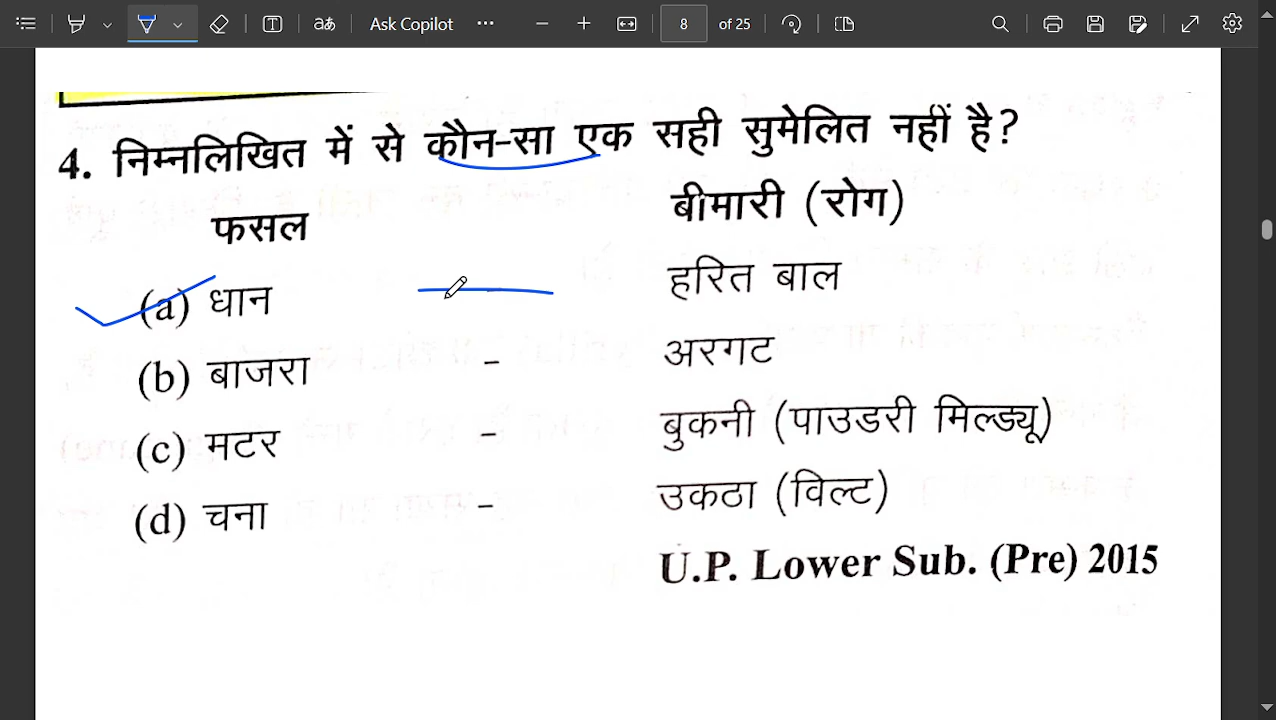 Ask Copilot 8 of 25
4. निम्नलिखित में से कौन-सा एक सही सुमेलित नहीं है?
फसल बीमारी (रोग)
(a) धान हरित बाल
(b) बाजरा - अरगट
(c) मटर - बुकनी (पाउडरी मिल्ड्यू)
(d) चना - उकठा (विल्ट)
U.P. Lower Sub. (Pre) 2015